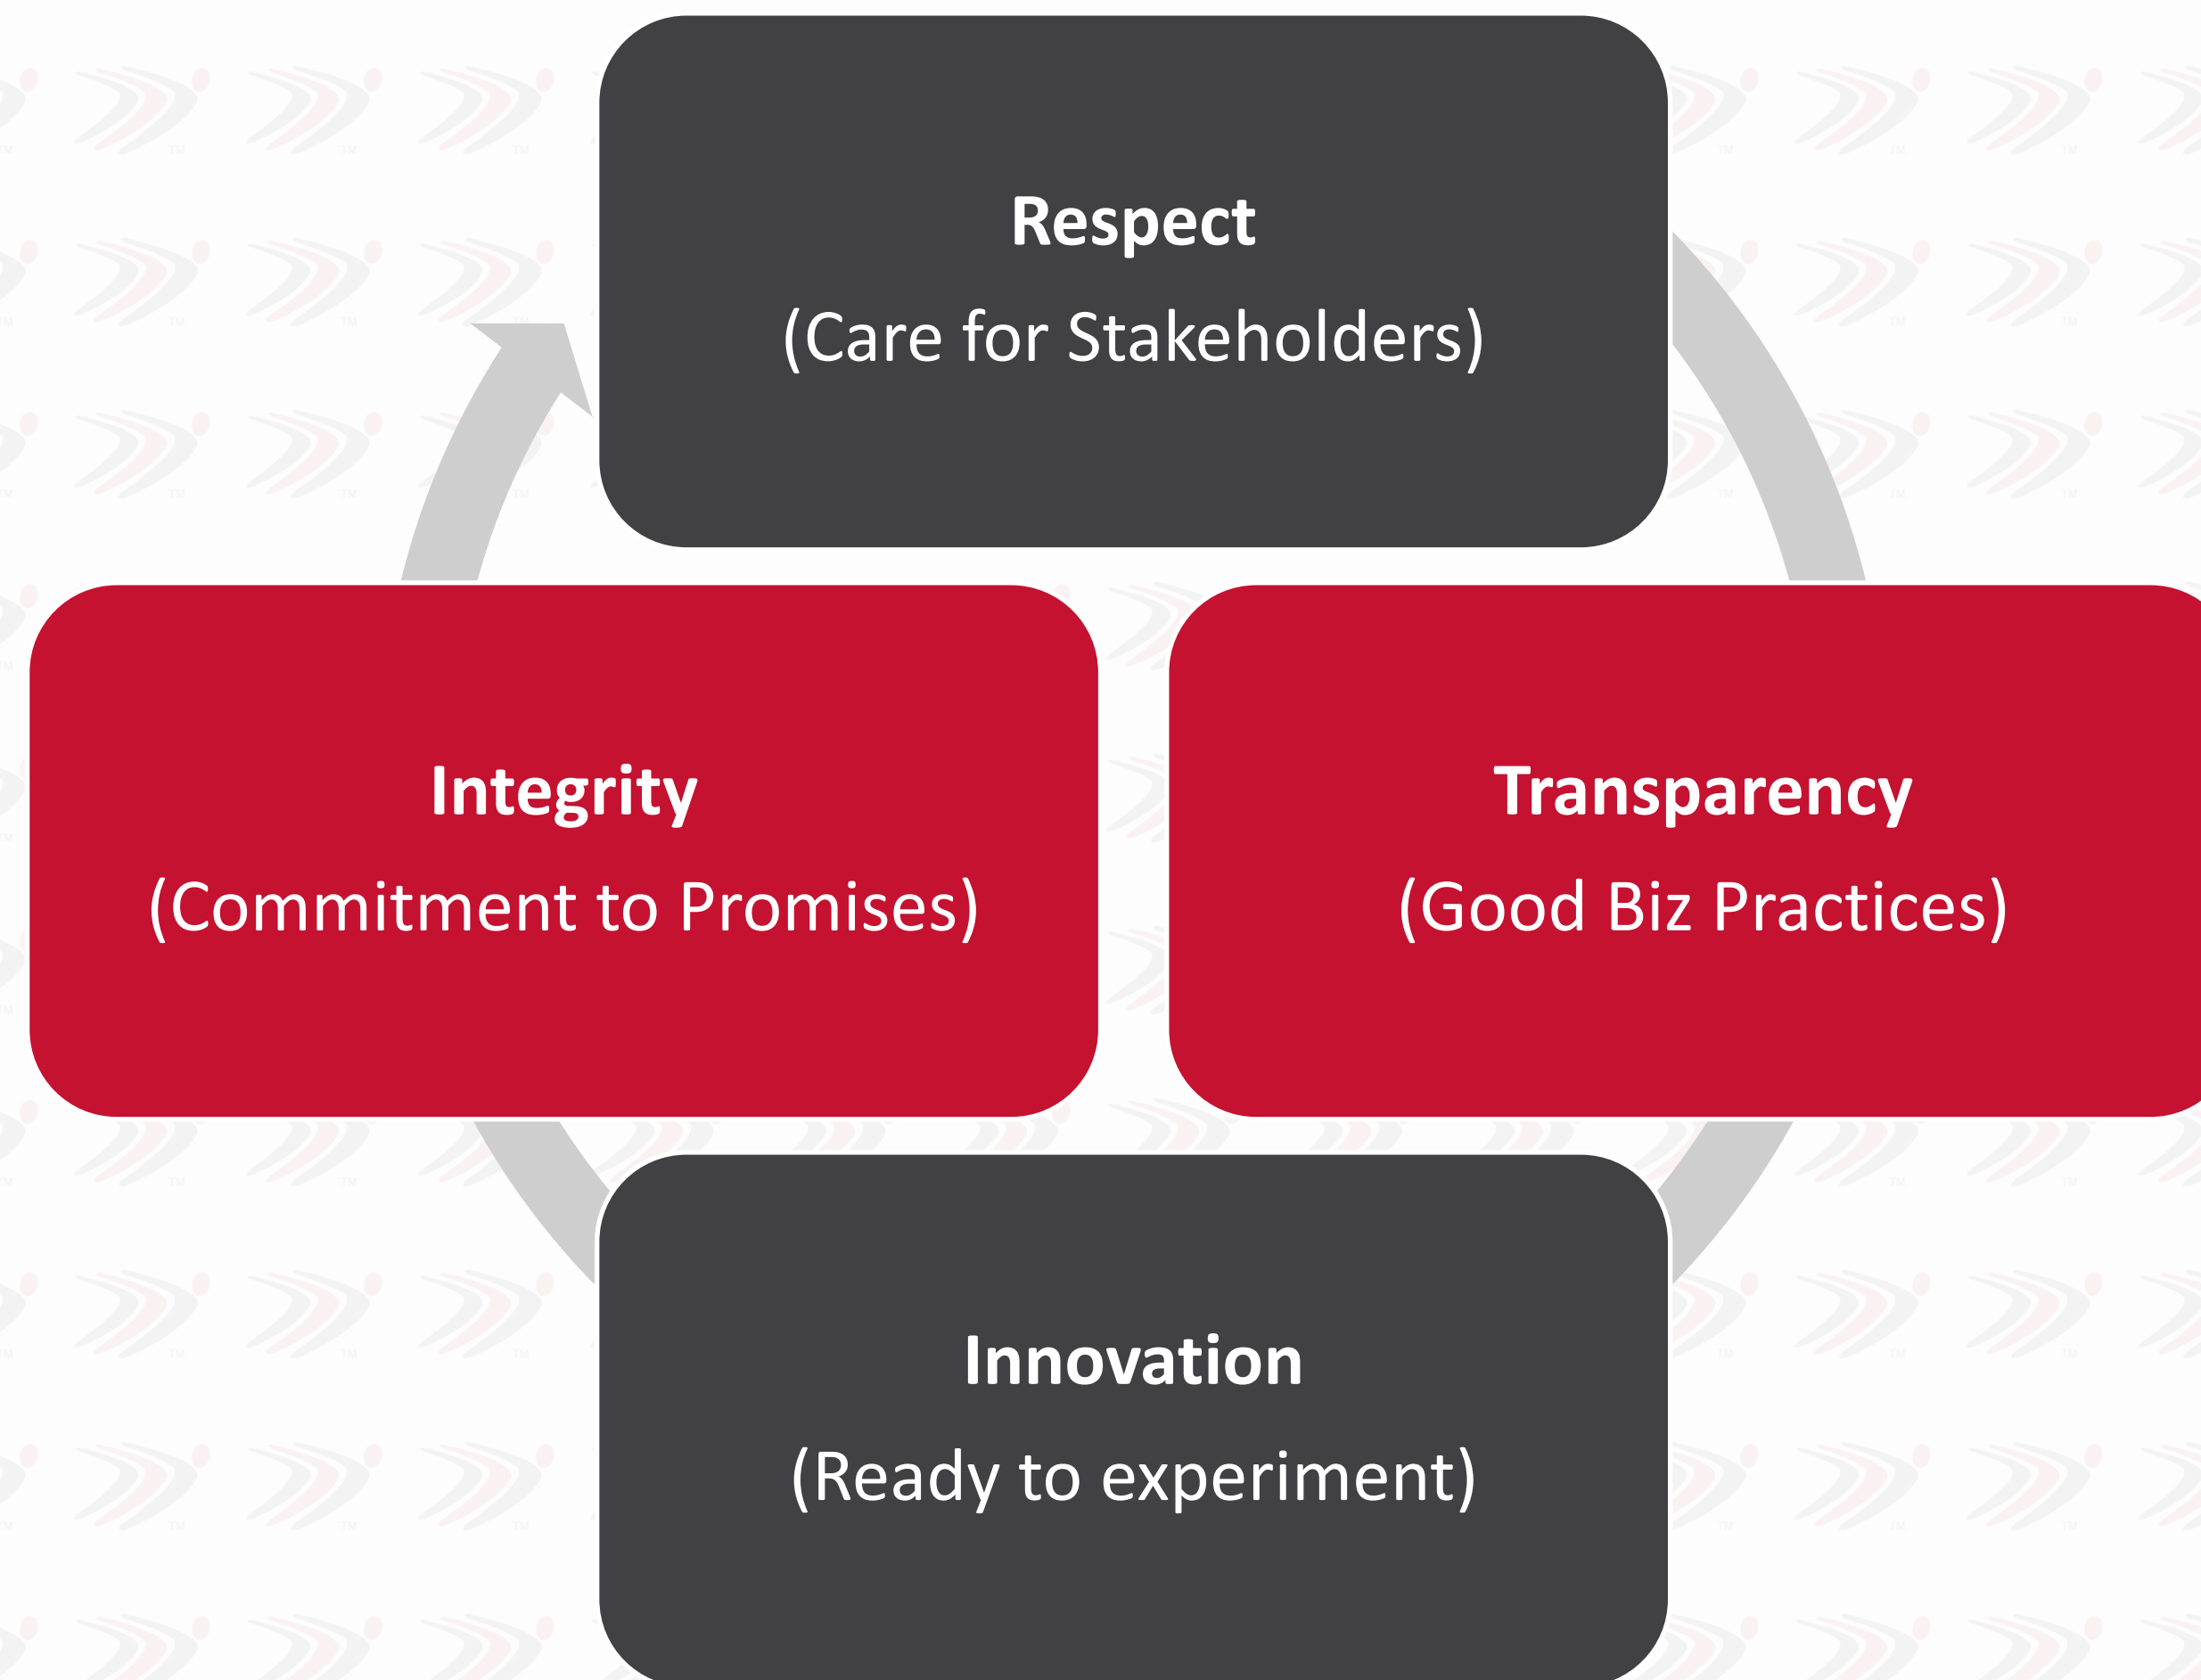 Respect
(Care for Stakeholders)
Integrity
(Commitment to Promises)
Transparency
(Good Biz Practices)
Innovation
(Ready to experiment)